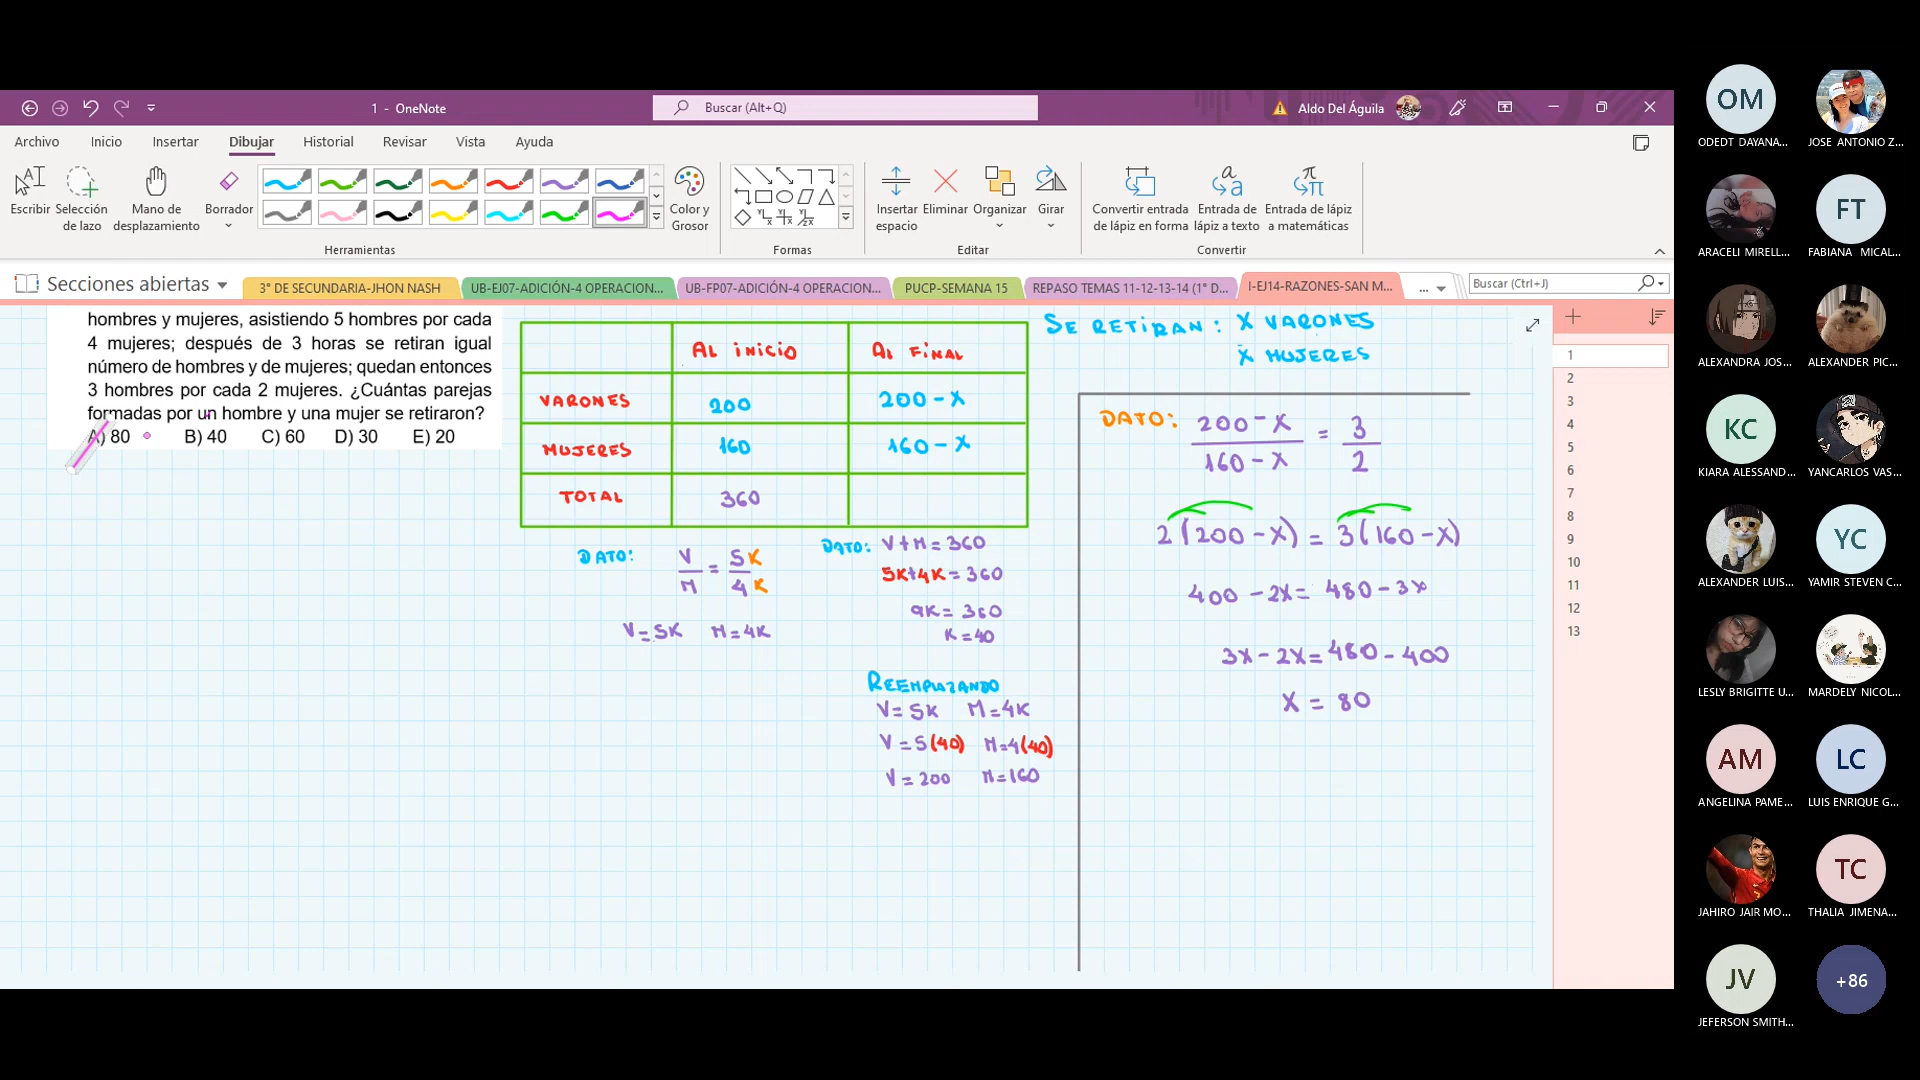 1 - OneNote
Buscar (Alt+Q)
Aldo Del Águila
Archivo Inicio Insertar Dibujar Historial Revisar Vista Ayuda
Escribir
Selección de lazo
Mano de desplazamiento
Borrador
Color y Grosor
Insertar espacio
Eliminar
Organizar
Girar
Convertir entrada de lápiz en forma
Entrada de lápiz a texto
Entrada de lápiz a matemáticas
Herramientas Formas Editar Convertir
Secciones abiertas
3° DE SECUNDARIA-JHON NASH
UB-EJ07-ADICIÓN-4 OPERACION...
UB-FP07-ADICIÓN-4 OPERACION...
PUCP-SEMANA 15
REPASO TEMAS 11-12-13-14 (1° D...
I-EJ14-RAZONES-SAN M...
...
Buscar (Ctrl+J)
hombres y mujeres, asistiendo 5 hombres por cada
4 mujeres; después de 3 horas se retiran igual
número de hombres y de mujeres; quedan entonces
3 hombres por cada 2 mujeres. ¿Cuántas parejas
formadas por un hombre y una mujer se retiraron?
A) 80 B) 40 C) 60 D) 30 E) 20
AL INICIO AL FINAL
VARONES 200 200 - X
MUJERES 160 160 - X
TOTAL 360
DATO: V/M = 5K/4K
V = 5K M = 4K
DATO: V + M = 360
5K + 4K = 360
9K = 360
K = 40
REEMPLAZANDO
V = 5K M = 4K
V = 5(40) M = 4(40)
V = 200 M = 160
SE RETIRAN: X VARONES
X MUJERES
DATO: 200 - X / 160 - X = 3/2
2(200 - X) = 3(160 - X)
400 - 2X = 480 - 3X
3X - 2X = 480 - 400
X = 80
1
2
3
4
5
6
7
8
9
10
11
12
13
OM
ODEDT DAYANA...
JOSE ANTONIO Z...
ARACELI MIRELL...
FT
FABIANA MICAL...
ALEXANDRA JOS...
ALEXANDER PIC...
KC
KIARA ALESSAND...
YANCARLOS VAS...
ALEXANDER LUIS...
YC
YAMIR STEVEN C...
LESLY BRIGITTE U...
MARDELY NICOL...
AM
ANGELINA PAME...
LC
LUIS ENRIQUE G...
JAHIRO JAIR MO...
TC
THALIA JIMENA...
JV
JEFERSON SMITH...
+86